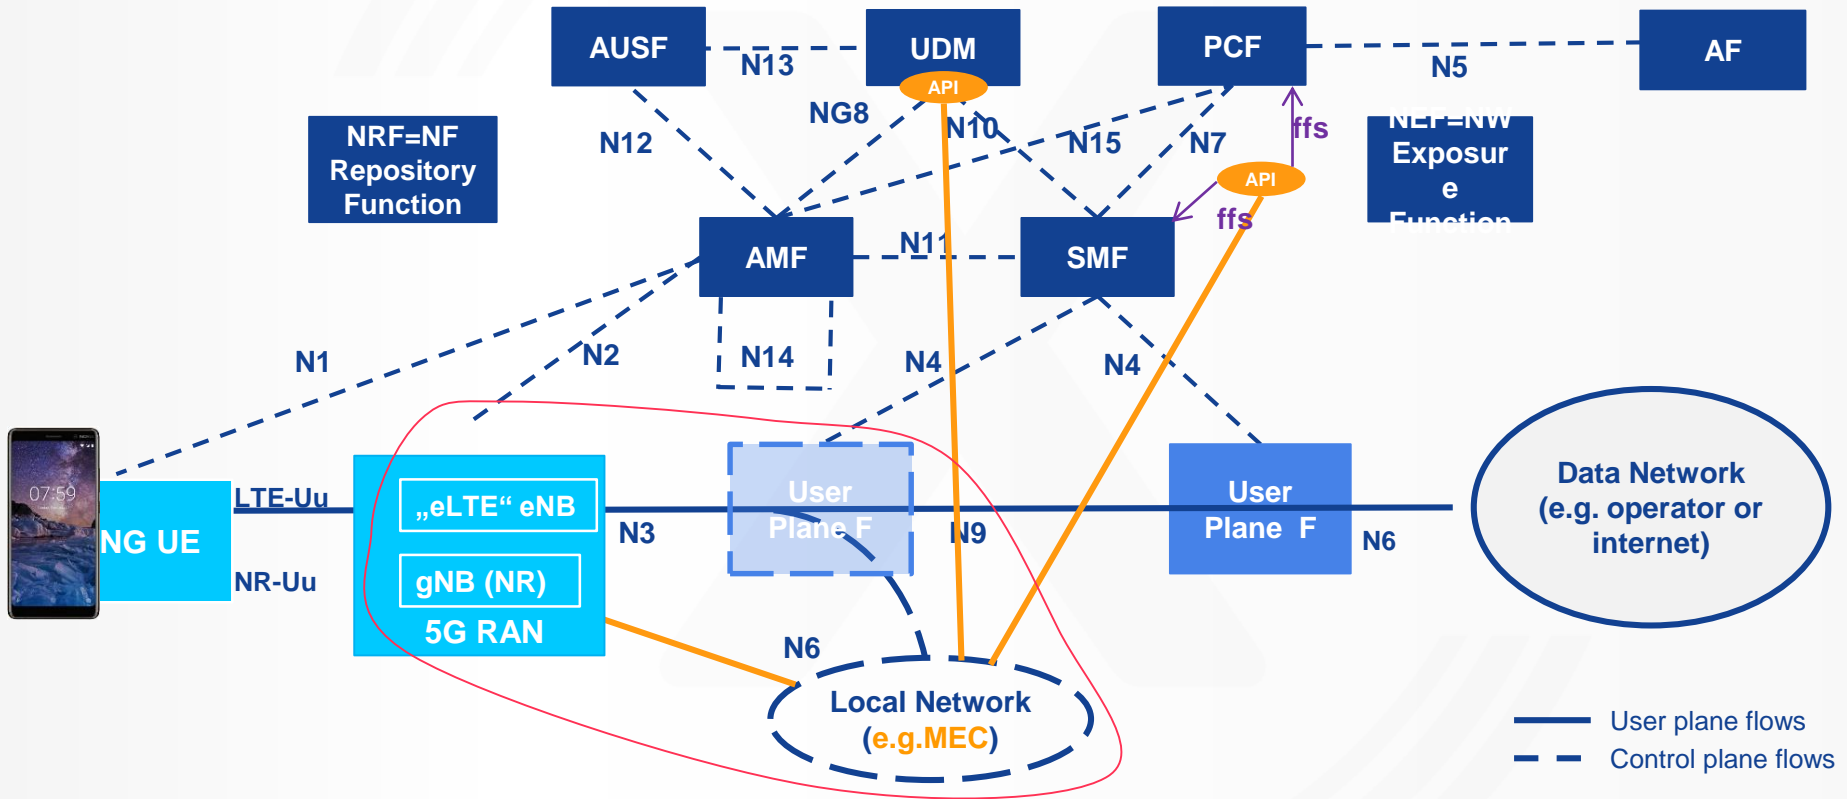 AUSF
UDM
PCF
AF
N13
N5
API
NG8
N10
ffs
NEF=NW
Exposur
e
Function
NRF=NF
Repository
Function
N12
N15
N7
API
ffs
AMF
N11
SMF
N1
N2
N14
N4
N4
07:59
NG UE
LTE-Uu
NR-Uu
„eLTE“ eNB
gNB (NR)
5G RAN
N3
User
Plane F
N9
User
Plane F
N6
Data Network
(e.g. operator or
internet)
N6
Local Network
(e.g.MEC)
User plane flows
Control plane flows